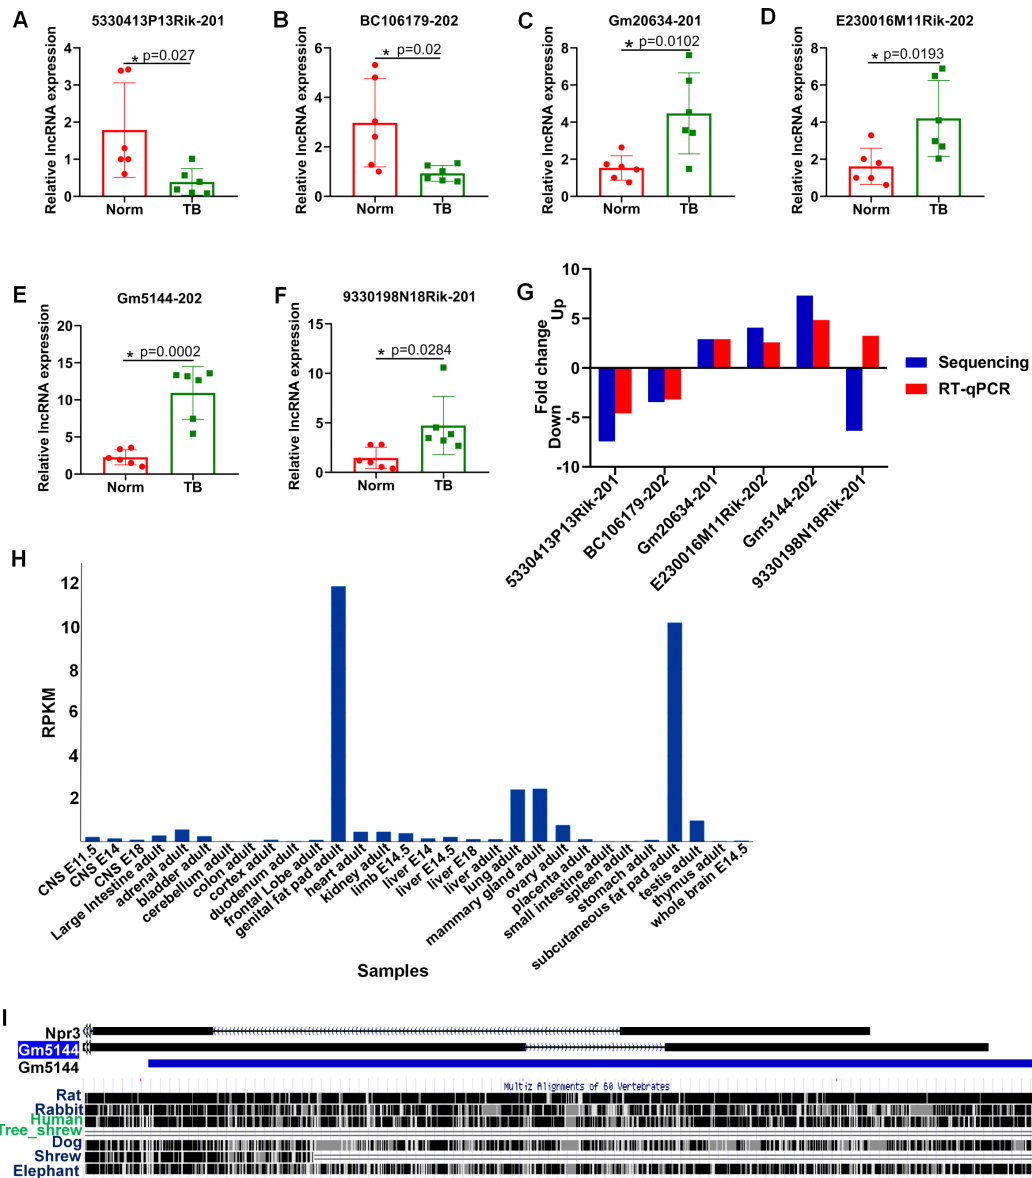 A
5330413P13Rik-201
Relative lncRNA expression
4
3
2
1
0
* p=0.027
Norm
TB
B
BC106179-202
Relative lncRNA expression
6
4
2
0
* p=0.02
Norm
TB
C
Gm20634-201
Relative lncRNA expression
8
6
4
2
0
* p=0.0102
Norm
TB
D
E230016M11Rik-202
Relative lncRNA expression
8
6
4
2
0
* p=0.0193
Norm
TB
E
Gm5144-202
Relative lncRNA expression
20
15
10
5
0
* p=0.0002
Norm
TB
F
9330198N18Rik-201
Relative lncRNA expression
15
10
5
0
* p=0.0284
Norm
TB
G
Fold change
Down
Up
10
5
0
-5
-10
Sequencing
RT-qPCR
5330413P13Rik-201
BC106179-202
Gm20634-201
E230016M11Rik-202
Gm5144-202
9330198N18Rik-201
H
RPKM
12
10
8
6
4
2
CNS E11.5
CNS E14
CNS E18
Large Intestine adult
adrenal adult
bladder adult
cerebellum adult
colon adult
cortex adult
duodenum adult
frontal Lobe adult
genital fat pad adult
heart adult
kidney adult
limb E14.5
liver E14
liver E14.5
liver E18
liver adult
lung adult
mammary gland adult
ovary adult
placenta adult
small intestine adult
spleen adult
stomach adult
subcutaneous fat pad adult
testis adult
thymus adult
whole brain E14.5
Samples
I
Npr3
Gm5144
Gm5144
Multiz Alignments of 60 Vertebrates
Rat
Rabbit
Human
Tree_shrew
Dog
Shrew
Elephant